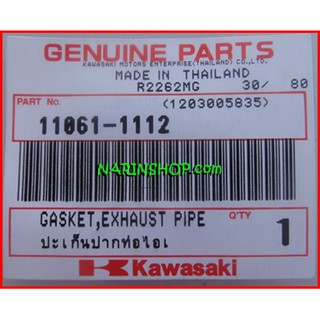 GENUINE PARTS
KAWASAKI MOTORS ENTERPRISE(THAILAND)CO.,LTD.
MADE IN THAILAND
R2262MG 30/ 80
PART No. (1203005835)
11061-1112
NARINSHOP.com
GASKET,EXHAUST PIPE Q'TY
ปะเก็นปากท่อไอเ 1
Kawasaki